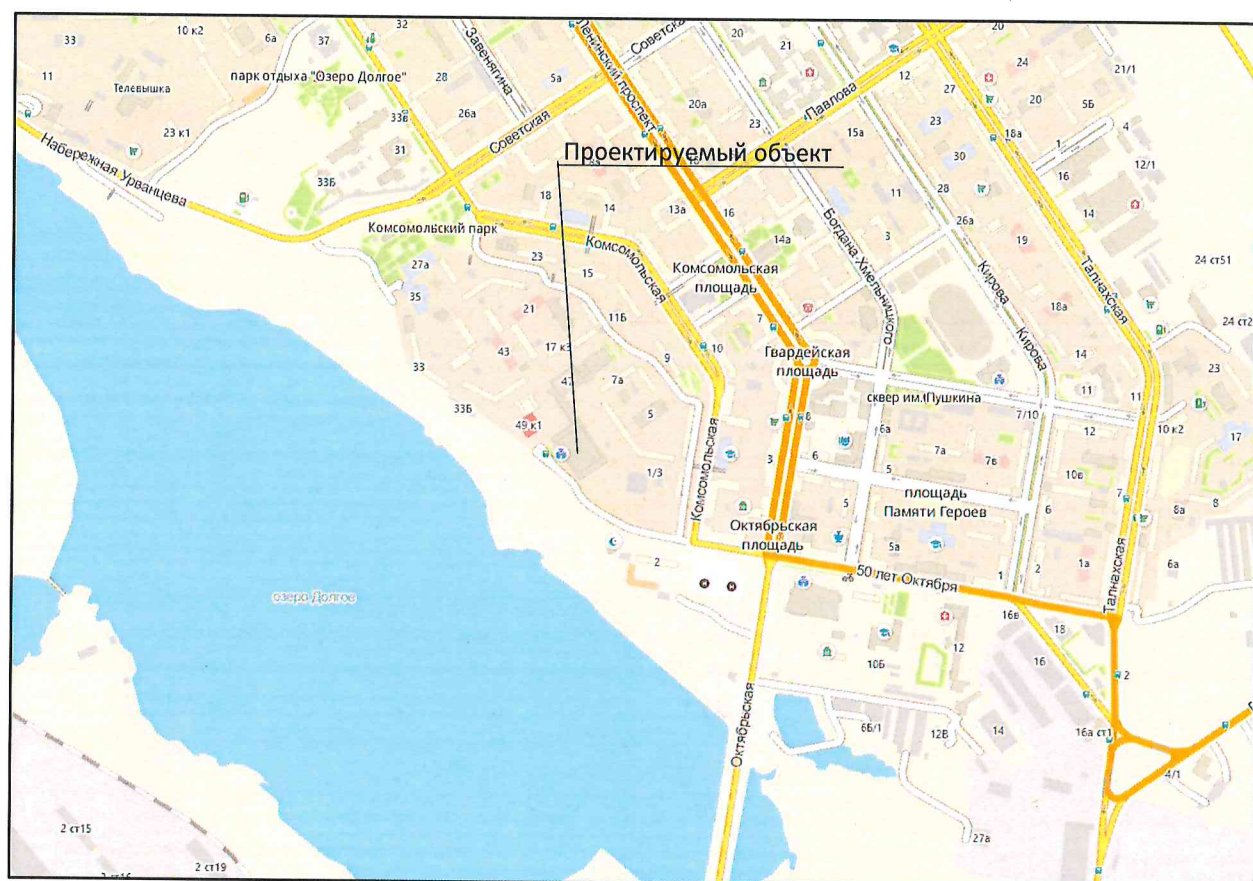 10 к2
6а
37
32
33
Завенягина
Ленинский проспект
Советская
20
21
12
20
24
21/1
11
Телевышка
парк отдыха "Озеро Долгое"
28
5а
20а
Павлова
27
20
5Б
23 к1
33в
26а
Советская
23
15а
23
18а
4
Набережная Урванцева
31
Проектируемый объект
30
1
12/1
33Б
18
14
13а
16
11
28
16
14
Комсомольский парк
Комсомольская
14а
Богдана Хмельницкого
3
26а
19
Талнахская
24 ст51
27а
23
15
Комсомольская
площадь
Кирова
35
21
11Б
7
18а
24 ст2
43
17 к3
9
10
Гвардейская
площадь
Кирова
14
33
47
7а
сквер им. Пушкина
11
11
23
33Б
5
8
7/10
10 к2
49 к1
Комсомольская
6а
7а
12
17
1/3
3
6
5
7в
10в
площадь
Памяти Героев
7
8
5
6
8а
Октябрьская
площадь
5а
Талнахская
2
50 лет Октября
1
2
1а
6а
озеро Долгое
16в
18
12
16
10Б
2
Октябрьская
6Б/1
12В
14
16а ст1
4/1
2 ст15
27а
2 ст19